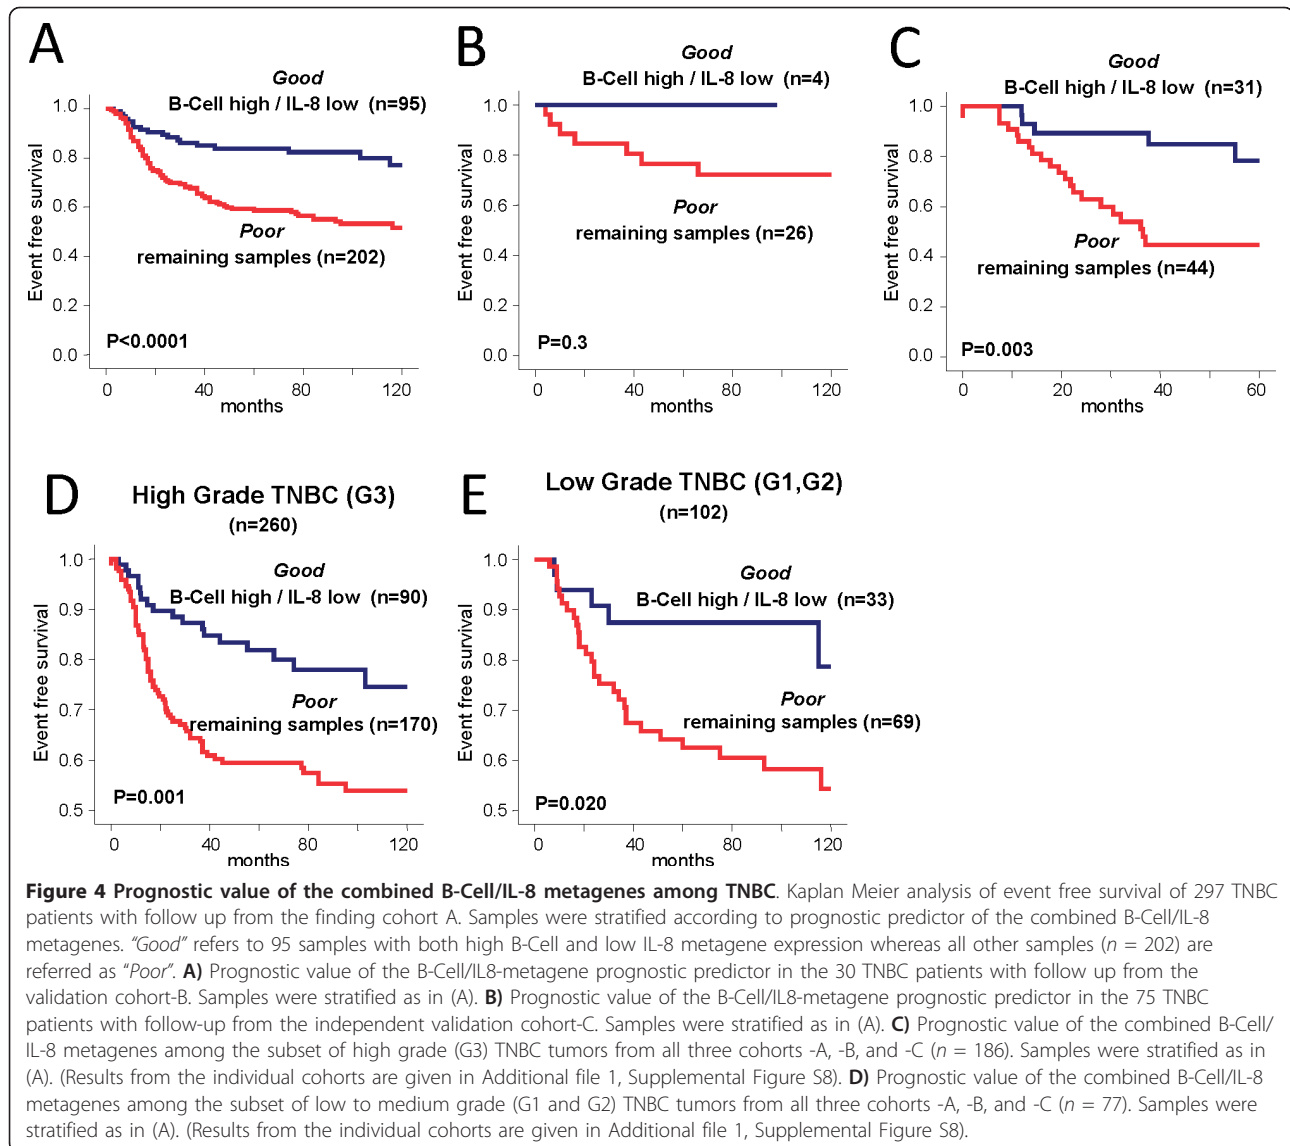 A
Good
B-Cell high / IL-8 low (n=95)
1.0
0.8
0.6
0.4
0.2
0.0
Event free survival
Poor
remaining samples (n=202)
P<0.0001
0 40 80 120
months
B
Good
B-Cell high / IL-8 low (n=4)
1.0
0.8
0.6
0.4
0.2
0.0
Event free survival
Poor
remaining samples (n=26)
P=0.3
0 40 80 120
months
C
Good
B-Cell high / IL-8 low (n=31)
1.0
0.8
0.6
0.4
0.2
0.0
Event free survival
Poor
remaining samples (n=44)
P=0.003
0 20 40 60
months
D
High Grade TNBC (G3)
(n=260)
1.0
0.9
0.8
0.7
0.6
0.5
Event free survival
Good
B-Cell high / IL-8 low (n=90)
Poor
remaining samples (n=170)
P=0.001
0 40 80 120
months
E
Low Grade TNBC (G1,G2)
(n=102)
1.0
0.9
0.8
0.7
0.6
0.5
Event free survival
Good
B-Cell high / IL-8 low (n=33)
Poor
remaining samples (n=69)
P=0.020
0 40 80 120
months
Figure 4 Prognostic value of the combined B-Cell/IL-8 metagenes among TNBC. Kaplan Meier analysis of event free survival of 297 TNBC
patients with follow up from the finding cohort A. Samples were stratified according to prognostic predictor of the combined B-Cell/IL-8
metagenes. "Good" refers to 95 samples with both high B-Cell and low IL-8 metagene expression whereas all other samples (n = 202) are
referred as "Poor". A) Prognostic value of the B-Cell/IL8-metagene prognostic predictor in the 30 TNBC patients with follow up from the
validation cohort-B. Samples were stratified as in (A). B) Prognostic value of the B-Cell/IL8-metagene prognostic predictor in the 75 TNBC
patients with follow-up from the independent validation cohort-C. Samples were stratified as in (A). C) Prognostic value of the combined B-Cell/
IL-8 metagenes among the subset of high grade (G3) TNBC tumors from all three cohorts -A, -B, and -C (n = 186). Samples were stratified as in
(A). (Results from the individual cohorts are given in Additional file 1, Supplemental Figure S8). D) Prognostic value of the combined B-Cell/IL-8
metagenes among the subset of low to medium grade (G1 and G2) TNBC tumors from all three cohorts -A, -B, and -C (n = 77). Samples were
stratified as in (A). (Results from the individual cohorts are given in Additional file 1, Supplemental Figure S8).